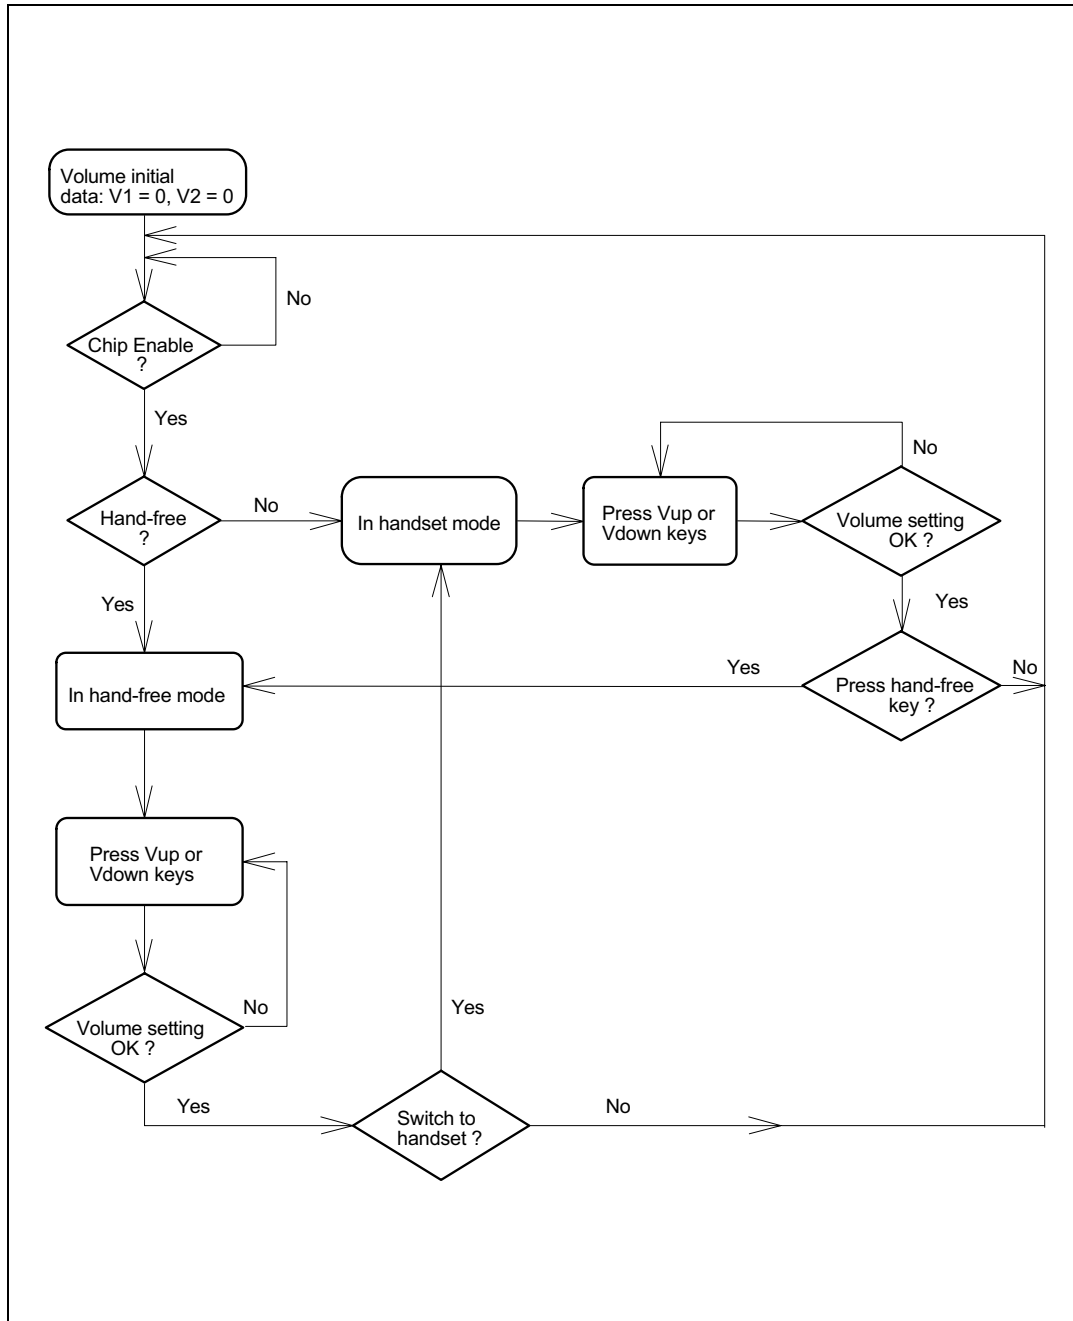 Volume initial
data: V1 = 0, V2 = 0
No
Chip Enable
?
Yes
No
Hand-free
?
No
In handset mode
Press Vup or
Vdown keys
Volume setting
OK ?
Yes
Yes
In hand-free mode
Yes
Press hand-free
key ?
No
Press Vup or
Vdown keys
No
Yes
Volume setting
OK ?
Yes
Switch to
handset ?
No